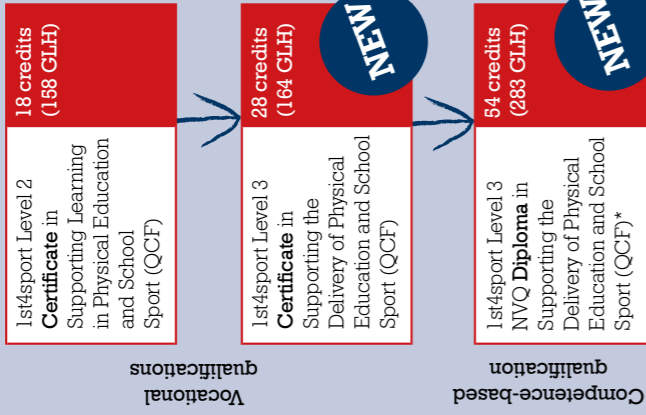 Vocational
qualifications
1st4sport Level 2
Certificate in
Supporting Learning
in Physical Education
and School
Sport (QCF)
18 credits
(158 GLH)
1st4sport Level 3
Certificate in
Supporting the
Delivery of Physical
Education and School
Sport (QCF)
28 credits
(164 GLH)
NEW
Competence-based
qualification
1st4sport Level 3
NVQ Diploma in
Supporting the
Delivery of Physical
Education and School
Sport (QCF)*
54 credits
(283 GLH)
NEW